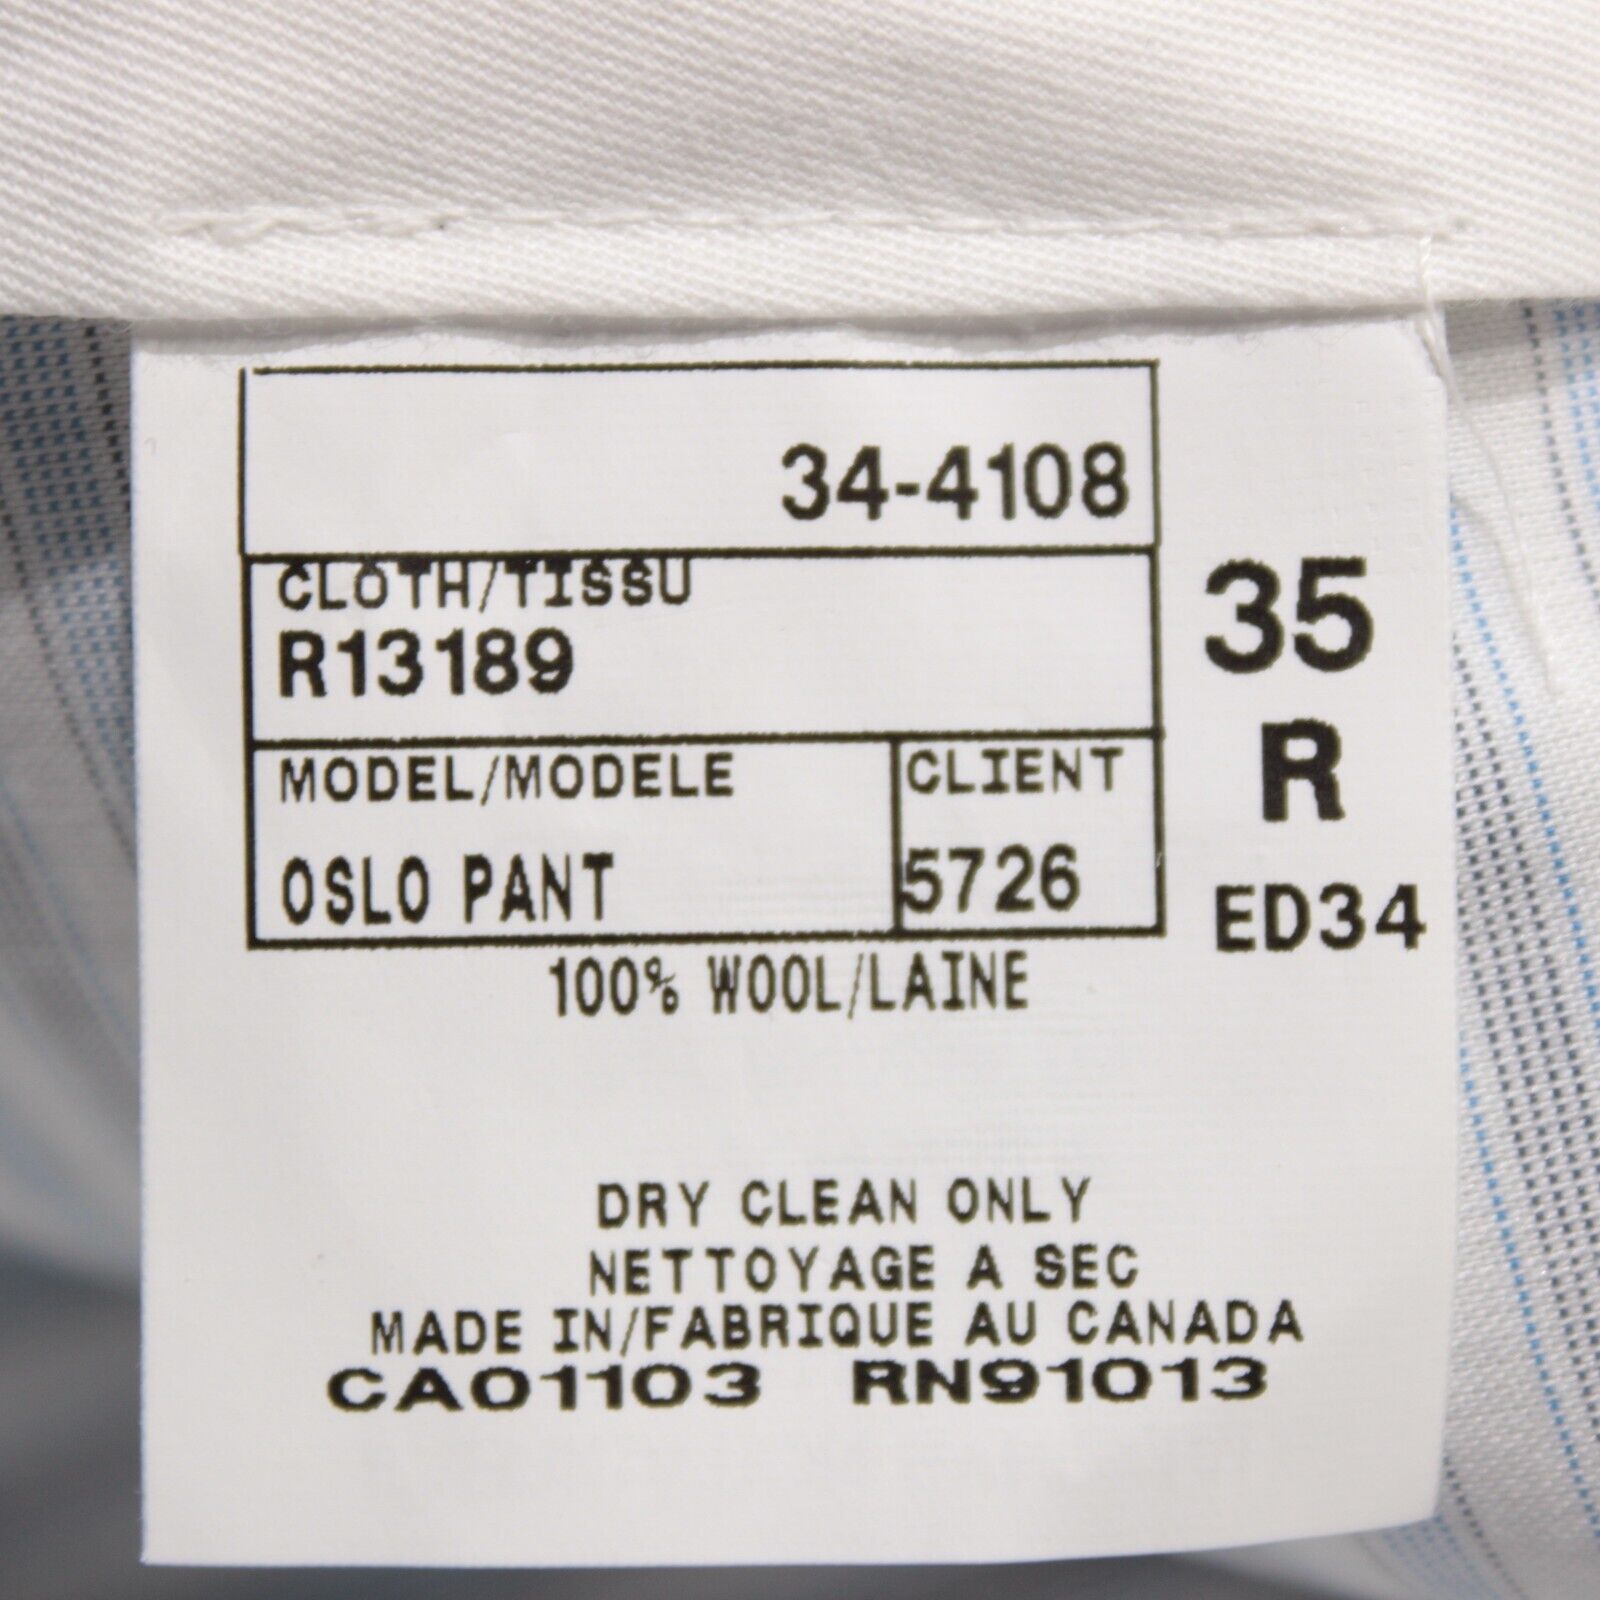 34-4108
CLOTH/TISSU
R13189
35
R
MODEL/MODELE
CLIENT
OSLO PANT
5726
ED34
100% WOOL/LAINE
DRY CLEAN ONLY
NETTOYAGE A SEC
MADE IN/FABRIQUE AU CANADA
CA01103 RN91013